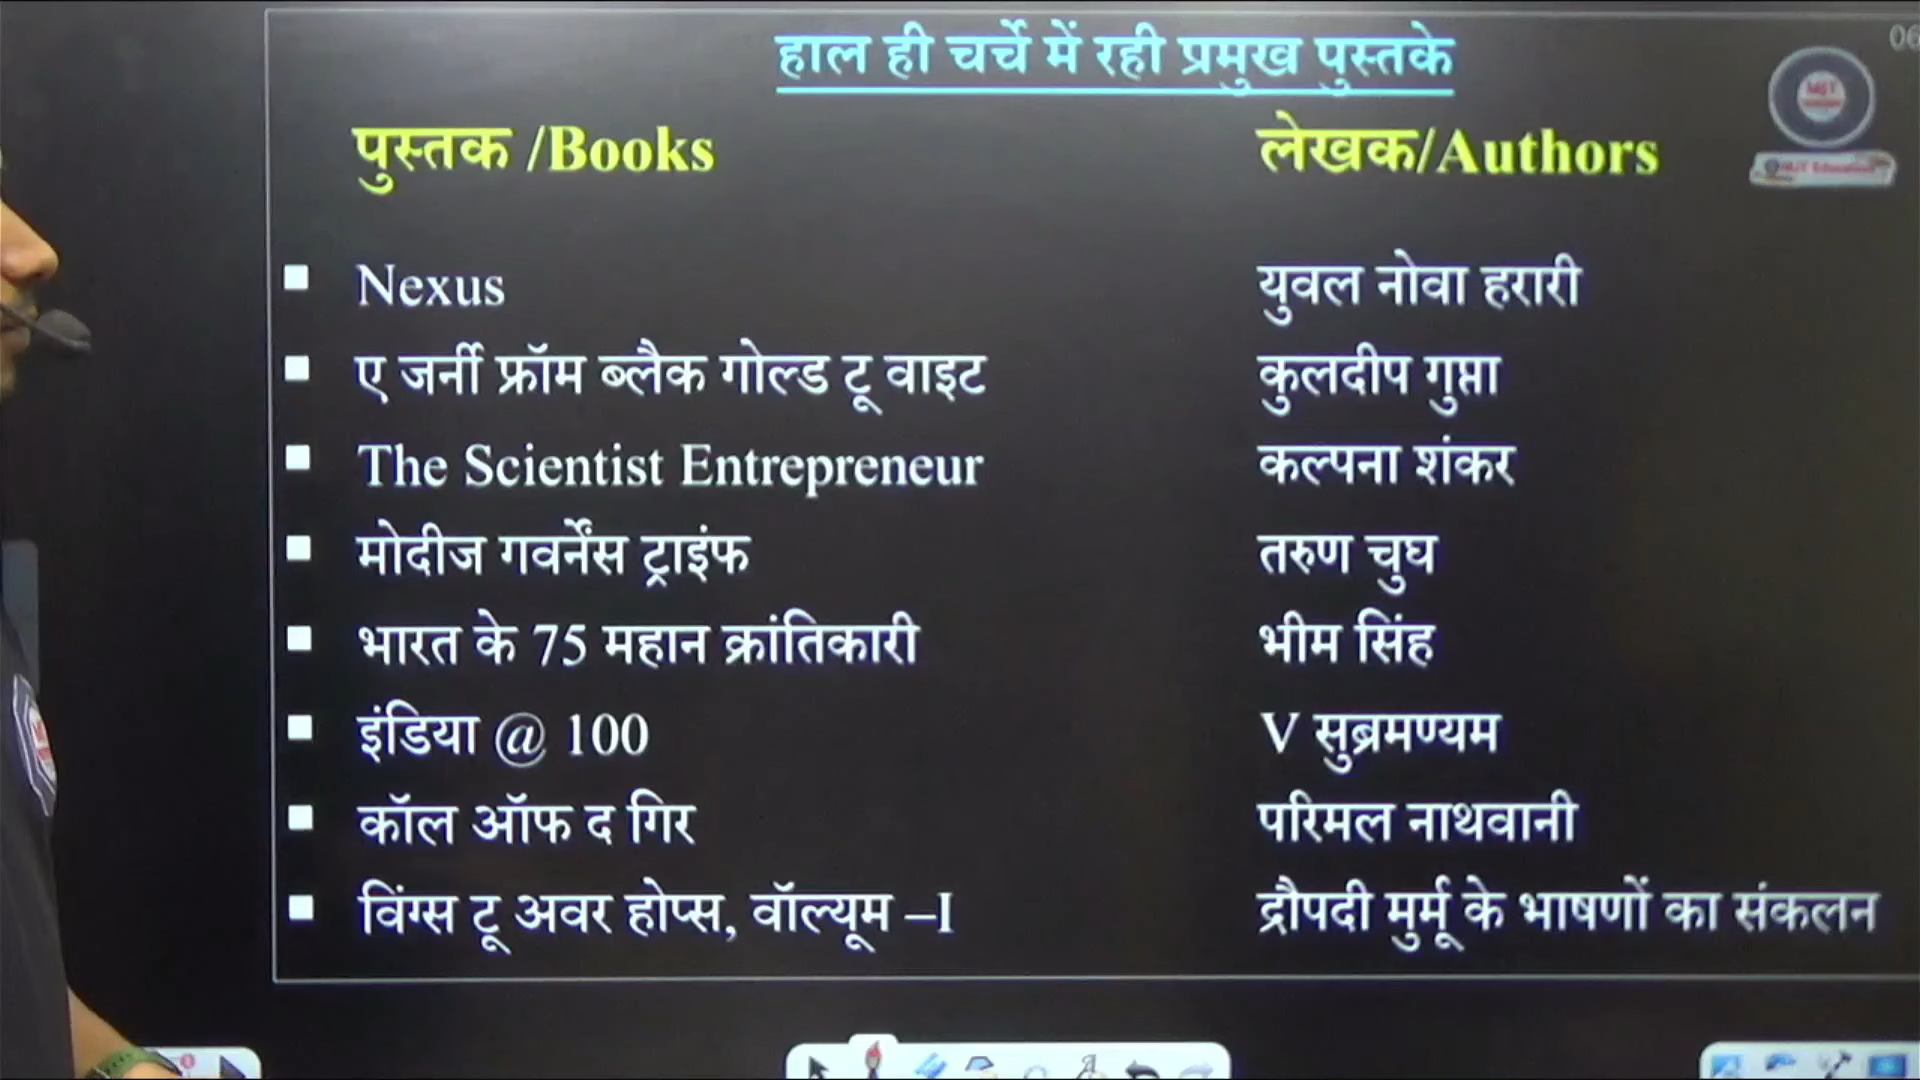 हाल ही चर्चे में रही प्रमुख पुस्तके
पुस्तक /Books लेखक/Authors
Nexus युवल नोवा हरारी
ए जर्नी फ्रॉम ब्लैक गोल्ड टू वाइट कुलदीप गुप्ता
The Scientist Entrepreneur कल्पना शंकर
मोदीज गवर्नेंस ट्राइंफ तरुण चुघ
भारत के 75 महान क्रांतिकारी भीम सिंह
इंडिया @ 100 V सुब्रमण्यम
कॉल ऑफ द गिर परिमल नाथवानी
विंग्स टू अवर होप्स, वॉल्यूम –I द्रौपदी मुर्मू के भाषणों का संकलन